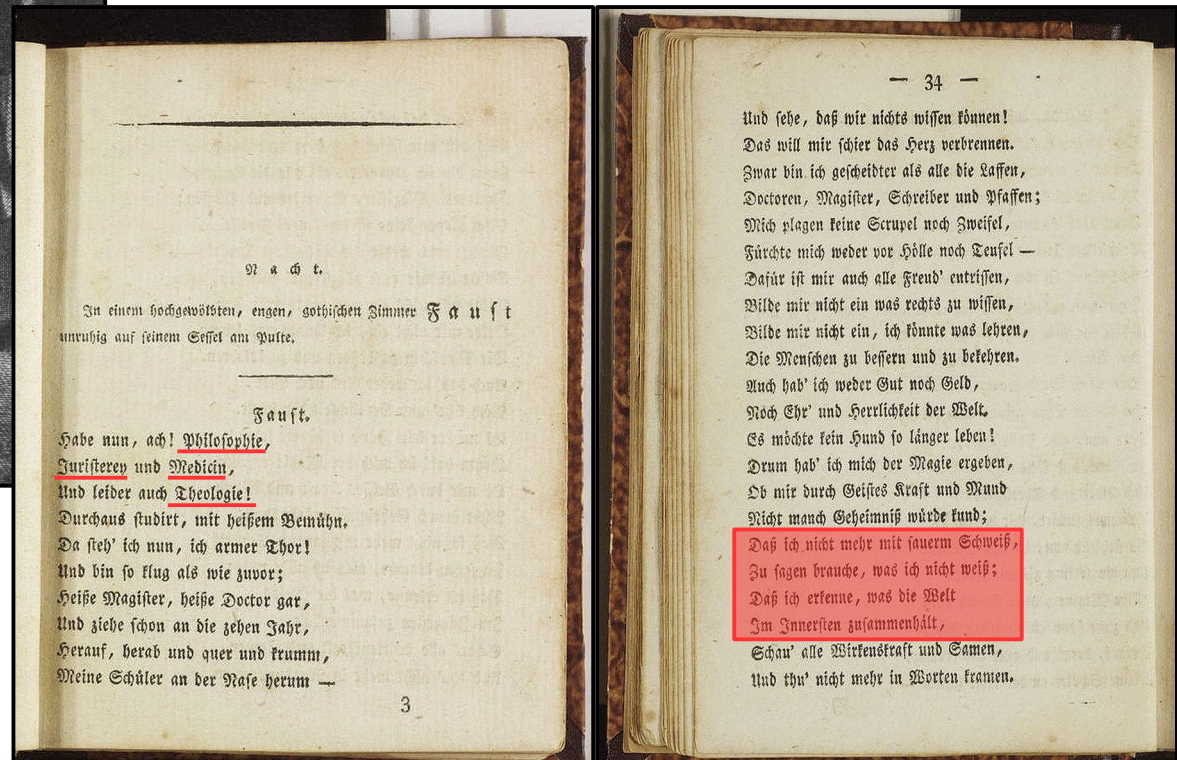 Nacht.
In einem hochgewölbten, engen, gothischen Zimmer Faust
unruhig auf seinem Sessel am Pulte.
Faust.
Habe nun, ach! Philosophie,
Juristerey und Medicin,
Und leider auch Theologie!
Durchaus studirt, mit heißem Bemühn.
Da steh' ich nun, ich armer Thor!
Und bin so klug als wie zuvor;
Heiße Magister, heiße Doctor gar,
Und ziehe schon an die zehen Jahr,
Herauf, herab und quer und krumm,
Meine Schüler an der Nase herum —
3
— 34 —
Und sehe, daß wir nichts wissen können!
Das will mir schier das Herz verbrennen.
Zwar bin ich gescheidter als alle die Laffen,
Doctoren, Magister, Schreiber und Pfaffen;
Mich plagen keine Scrupel noch Zweifel,
Fürchte mich weder vor Hölle noch Teufel —
Dafür ist mir auch alle Freud' entrissen,
Bilde mir nicht ein was rechts zu wissen,
Bilde mir nicht ein, ich könnte was lehren,
Die Menschen zu bessern und zu bekehren.
Auch hab' ich weder Gut noch Geld,
Noch Ehr' und Herrlichkeit der Welt.
Es möchte kein Hund so länger leben!
Drum hab' ich mich der Magie ergeben,
Ob mir durch Geistes Kraft und Mund
Nicht manch Geheimniß würde kund;
Daß ich nicht mehr mit sauerm Schweiß,
Zu sagen brauche, was ich nicht weiß;
Daß ich erkenne, was die Welt
Im Innersten zusammenhält,
Schau' alle Wirkenskraft und Samen,
Und thu' nicht mehr in Worten kramen.